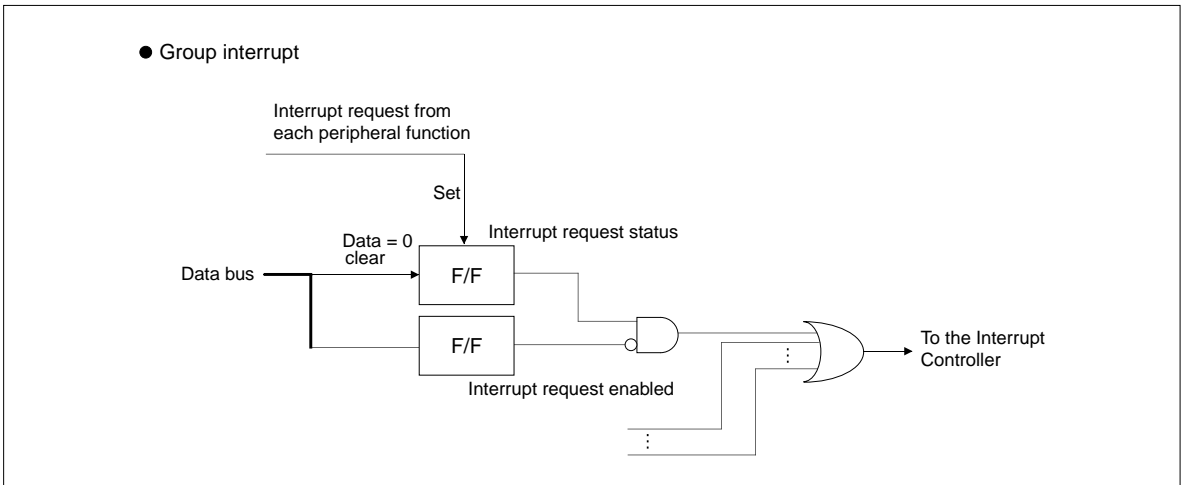 ● Group interrupt
Interrupt request from
each peripheral function
Set
Interrupt request status
Data = 0
clear
Data bus
F/F
F/F
Interrupt request enabled
To the Interrupt
Controller